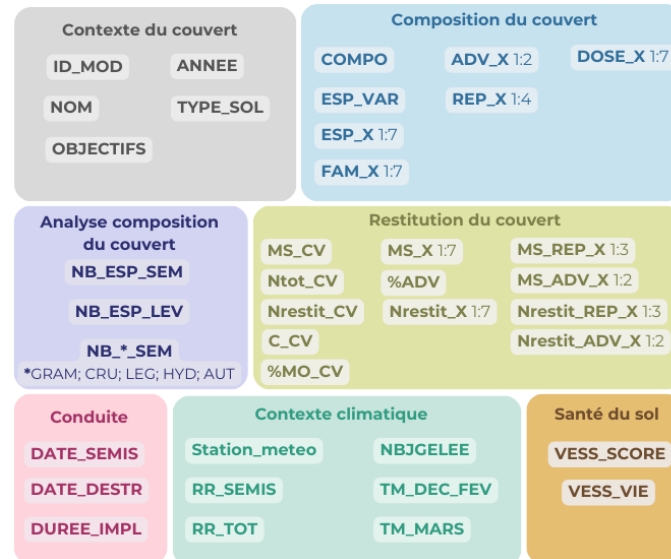 Contexte du couvert
ID_MOD ANNEE
NOM TYPE_SOL
OBJECTIFS
Composition du couvert
COMPO ADV_X 1:2 DOSE_X 1:7
ESP_VAR REP_X 1:4
ESP_X 1:7
FAM_X 1:7
Analyse composition
du couvert
NB_ESP_SEM
NB_ESP_LEV
NB_*_SEM
*GRAM; CRU; LEG; HYD; AUT
Restitution du couvert
MS_CV MS_X 1:7 MS_REP_X 1:3
Ntot_CV %ADV MS_ADV_X 1:2
Nrestit_CV Nrestit_X 1:7 Nrestit_REP_X 1:3
C_CV Nrestit_ADV_X 1:2
%MO_CV
Conduite
DATE_SEMIS
DATE_DESTR
DUREE_IMPL
Contexte climatique
Station_meteo NBJGELEE
RR_SEMIS TM_DEC_FEV
RR_TOT TM_MARS
Santé du sol
VESS_SCORE
VESS_VIE